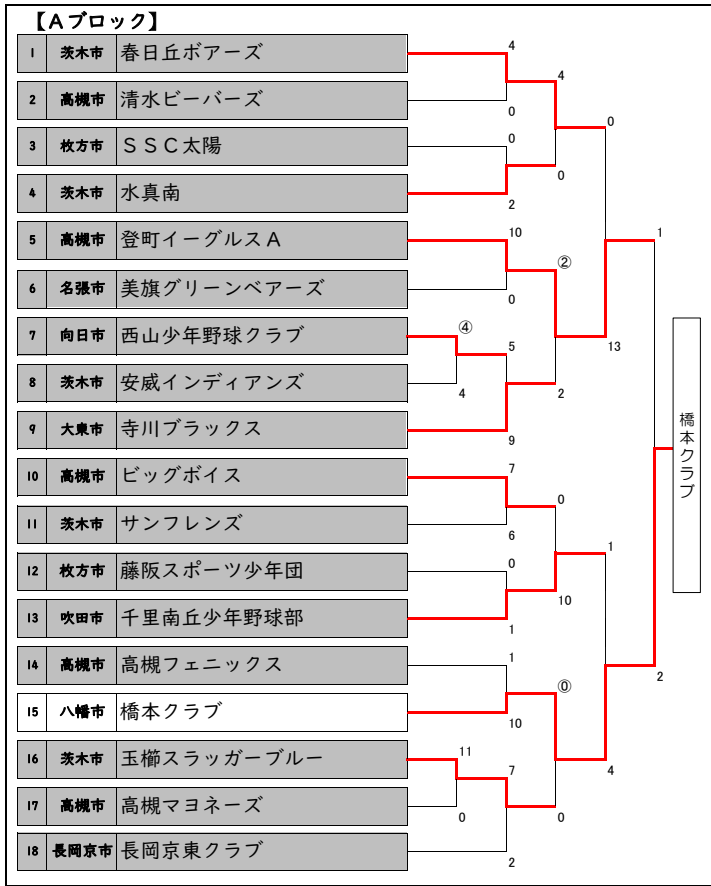 【Aブロック】
1 茨木市 春日丘ボアーズ
2 高槻市 清水ビーバーズ
3 枚方市 ＳＳＣ太陽
4 茨木市 水真南
5 高槻市 登町イーグルスＡ
6 名張市 美旗グリーンベアーズ
7 向日市 西山少年野球クラブ
8 茨木市 安威インディアンズ
9 大東市 寺川ブラックス
10 高槻市 ビッグボイス
11 茨木市 サンフレンズ
12 枚方市 藤阪スポーツ少年団
13 吹田市 千里南丘少年野球部
14 高槻市 高槻フェニックス
15 八幡市 橋本クラブ
16 茨木市 玉櫛スラッガーブルー
17 高槻市 高槻マヨネーズ
18 長岡京市 長岡京東クラブ
④
4
11
0
4
0
0
2
10
0
5
9
7
6
0
1
1
10
7
2
4
0
②
2
0
10
⓪
0
0
13
1
4
1
2
橋本クラブ